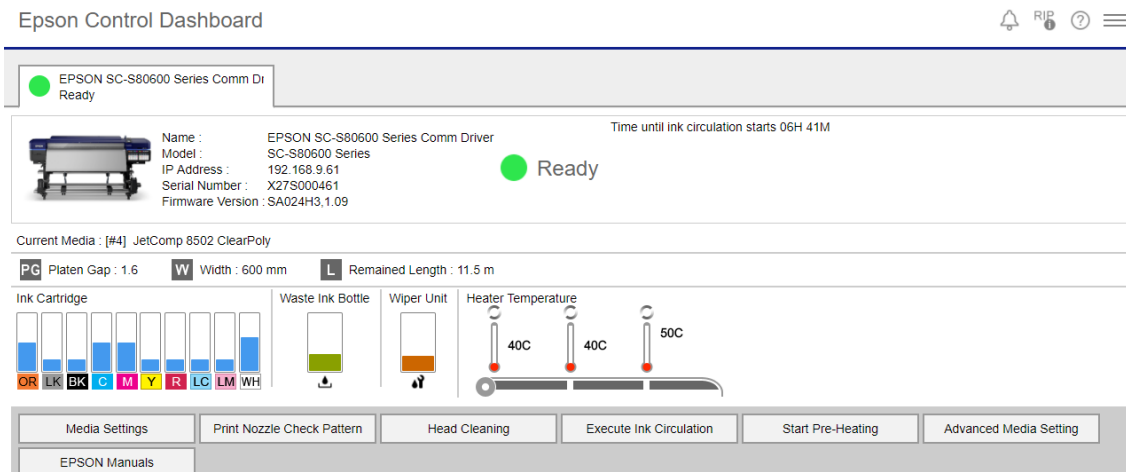 Epson Control Dashboard
RIP
EPSON SC-S80600 Series Comm Dr
Ready
Time until ink circulation starts 06H 41M
Name : EPSON SC-S80600 Series Comm Driver
Model : SC-S80600 Series
IP Address : 192.168.9.61
Serial Number : X27S000461
Firmware Version : SA024H3,1.09
Ready
Current Media : [#4] JetComp 8502 ClearPoly
PG Platen Gap : 1.6 W Width : 600 mm L Remained Length : 11.5 m
Ink Cartridge Waste Ink Bottle Wiper Unit Heater Temperature
40C 40C 50C
OR LK BK C M Y R LC LM WH
Media Settings Print Nozzle Check Pattern Head Cleaning Execute Ink Circulation Start Pre-Heating Advanced Media Setting
EPSON Manuals